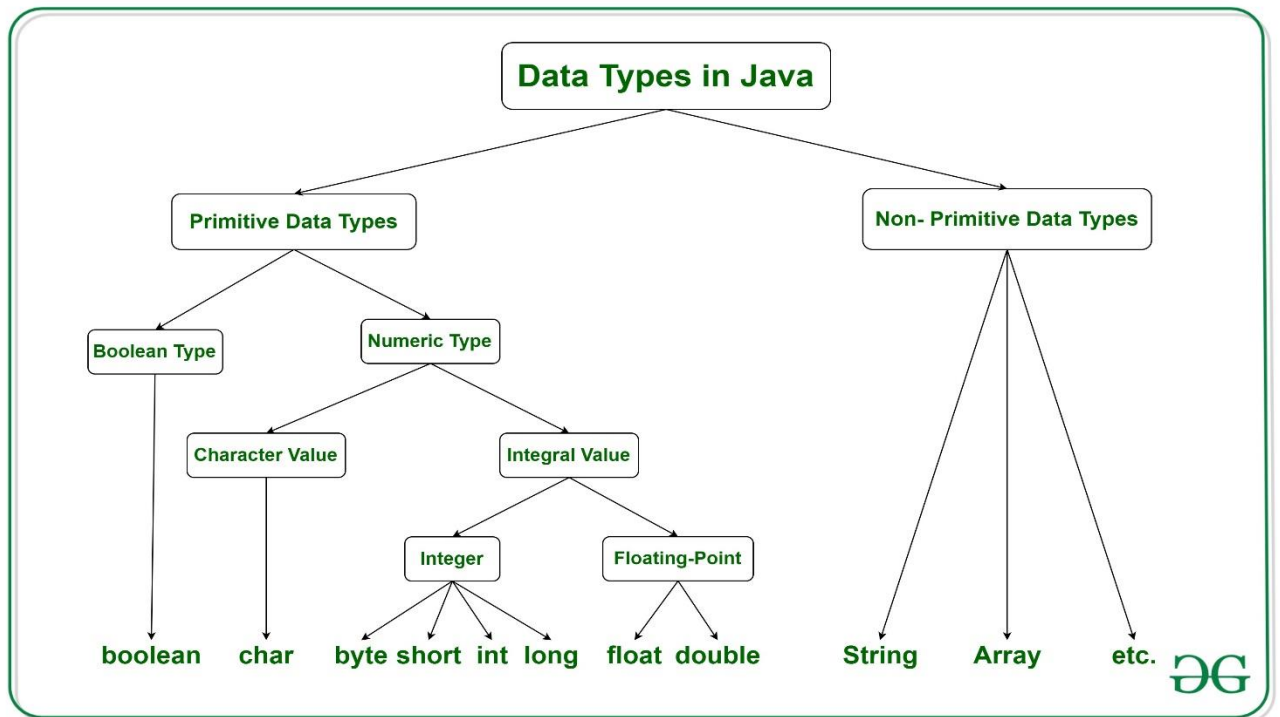 Data Types in Java
Primitive Data Types
Non- Primitive Data Types
Boolean Type
Numeric Type
Character Value
Integral Value
Integer
Floating-Point
boolean char byte short int long float double String Array etc.